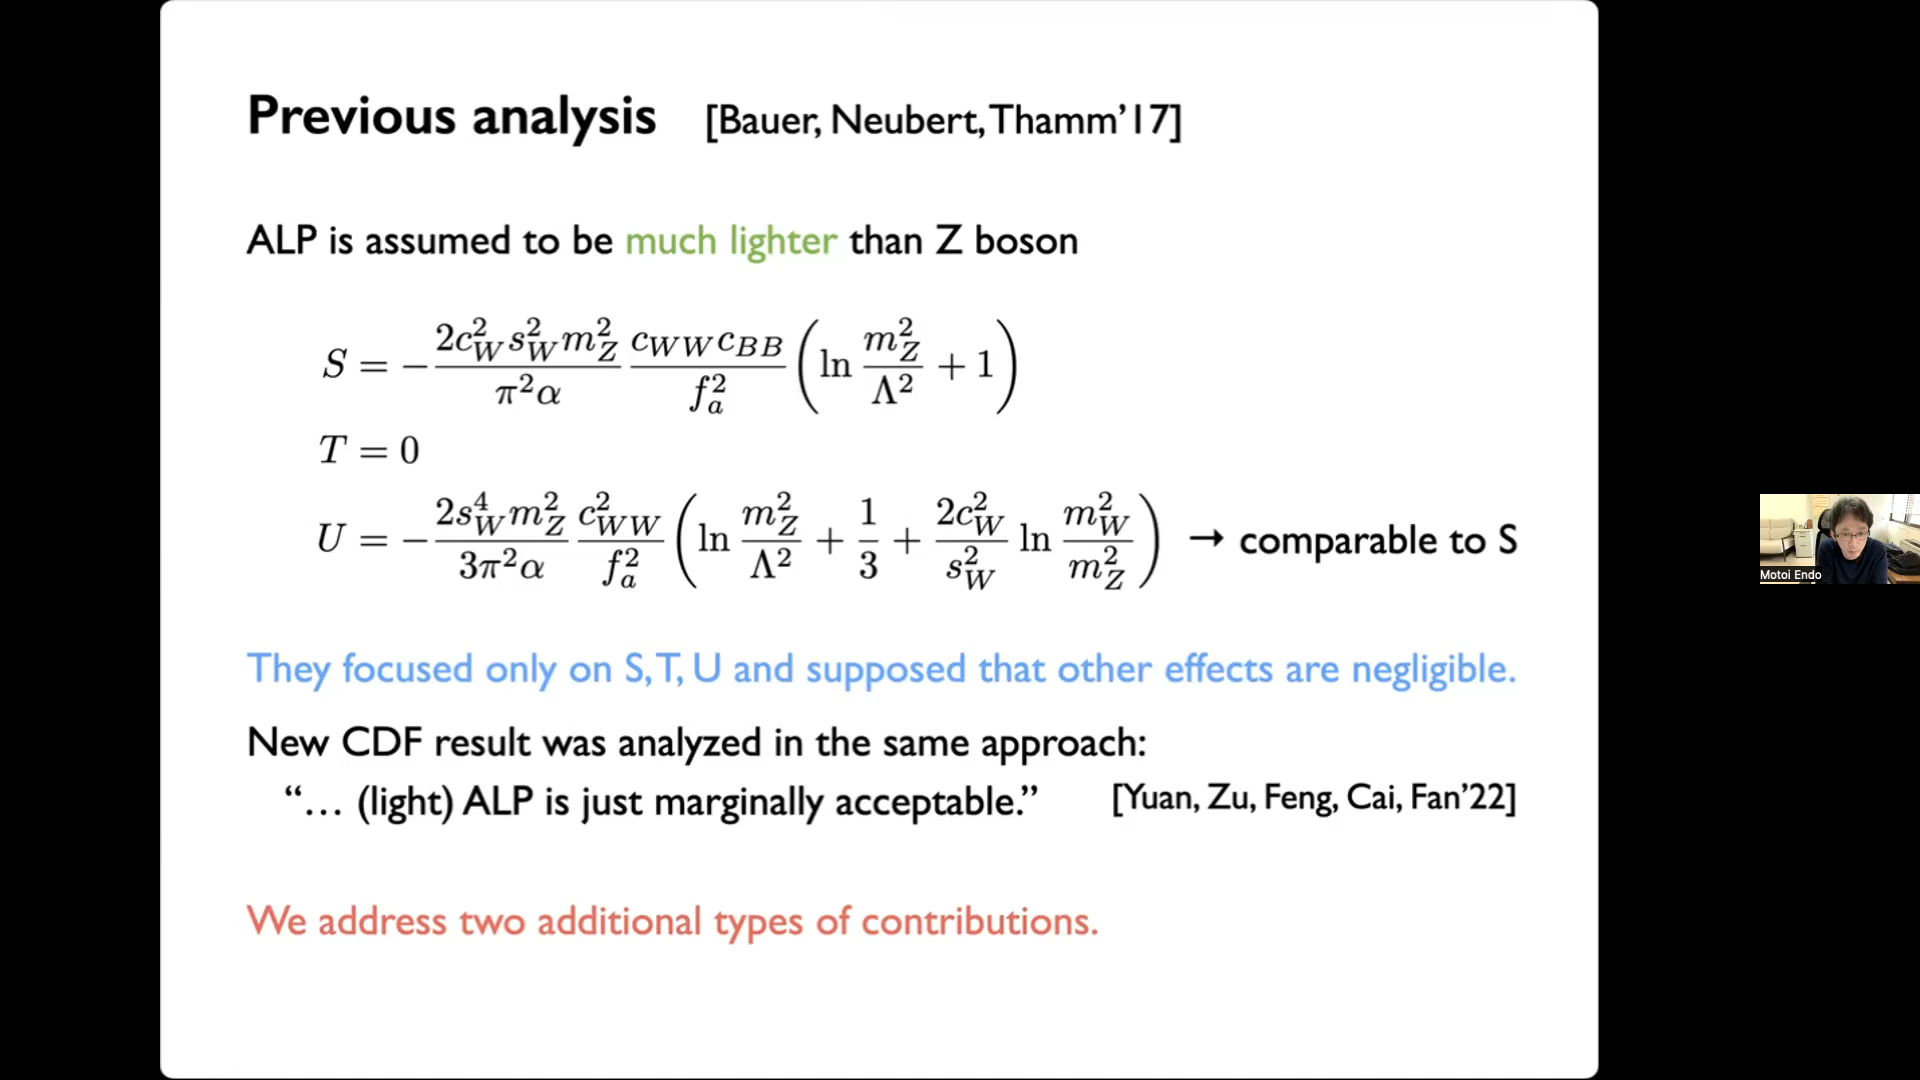 Previous analysis [Bauer, Neubert, Thamm’17]
ALP is assumed to be much lighter than Z boson
S = −\frac{2c_W^2 s_W^2 m_Z^2}{\pi^2 \alpha} \frac{c_{WW} c_{BB}}{f_a^2} \left( \ln \frac{m_Z^2}{\Lambda^2} + 1 \right)
T = 0
U = −\frac{2s_W^4 m_Z^2}{3\pi^2 \alpha} \frac{c_{WW}^2}{f_a^2} \left( \ln \frac{m_Z^2}{\Lambda^2} + \frac{1}{3} + \frac{2c_W^2}{s_W^2} \ln \frac{m_W^2}{m_Z^2} \right) → comparable to S
They focused only on S, T, U and supposed that other effects are negligible.
New CDF result was analyzed in the same approach:
“… (light) ALP is just marginally acceptable.” [Yuan, Zu, Feng, Cai, Fan’22]
We address two additional types of contributions.
Motoi Endo